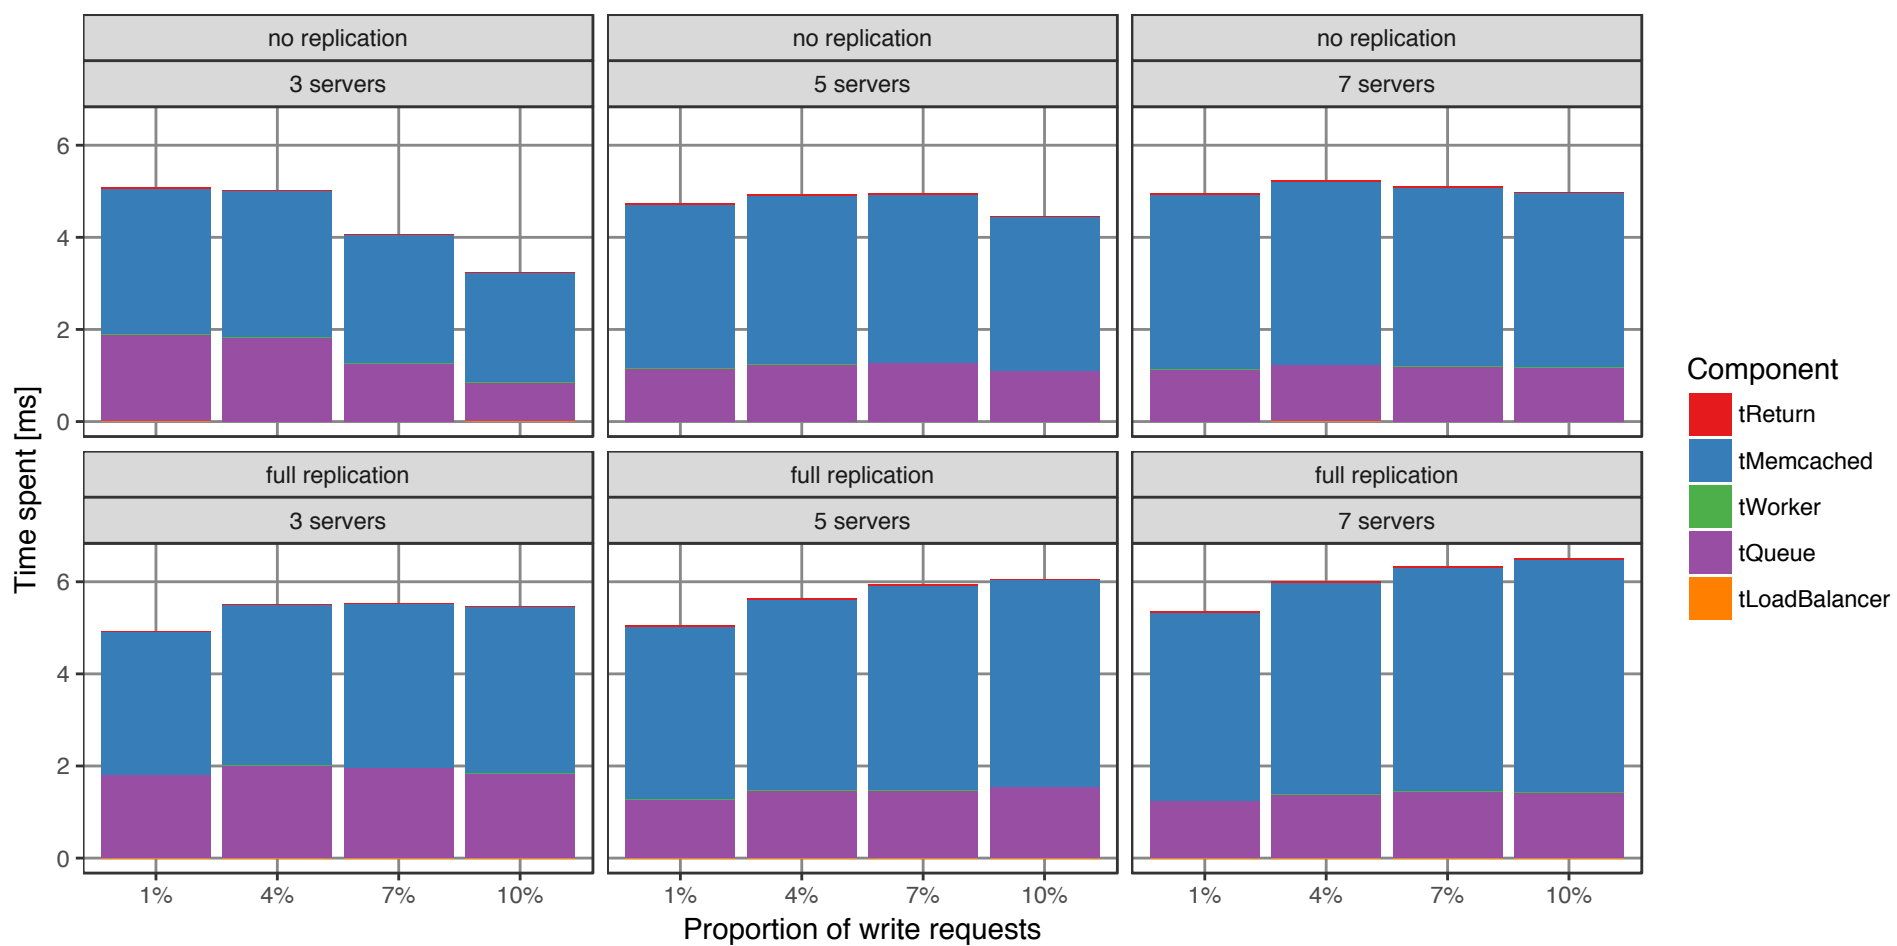 no replication
no replication
no replication
3 servers
5 servers
7 servers
6
4
2
0
Time spent [ms]
full replication
full replication
full replication
3 servers
5 servers
7 servers
6
4
2
0
1%
4%
7%
10%
1%
4%
7%
10%
1%
4%
7%
10%
Proportion of write requests
Component
tReturn
tMemcached
tWorker
tQueue
tLoadBalancer